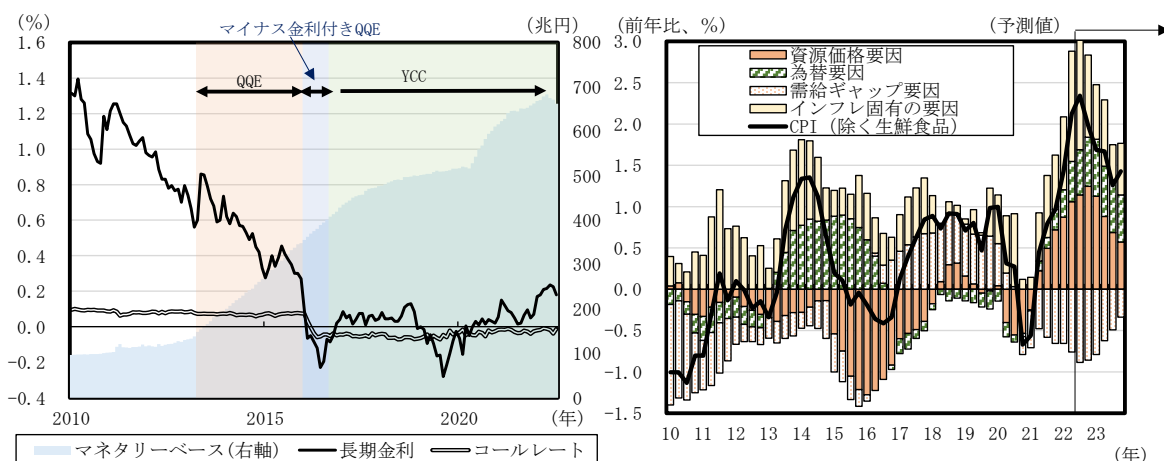 (%)
(兆円)
マイナス金利付きQQE
QQE
YCC
1.6
1.4
1.2
1.0
0.8
0.6
0.4
0.2
0.0
-0.2
-0.4
800
700
600
500
400
300
200
100
0
2010
2015
2020
(年)
マネタリーベース(右軸)
長期金利
コールレート
(前年比、%)
(予測値)
資源価格要因
為替要因
需給ギャップ要因
インフレ固有の要因
CPI（除く生鮮食品）
3.0
2.5
2.0
1.5
1.0
0.5
0.0
-0.5
-1.0
-1.5
10 11 12 13 14 15 16 17 18 19 20 21 22 23
(年)